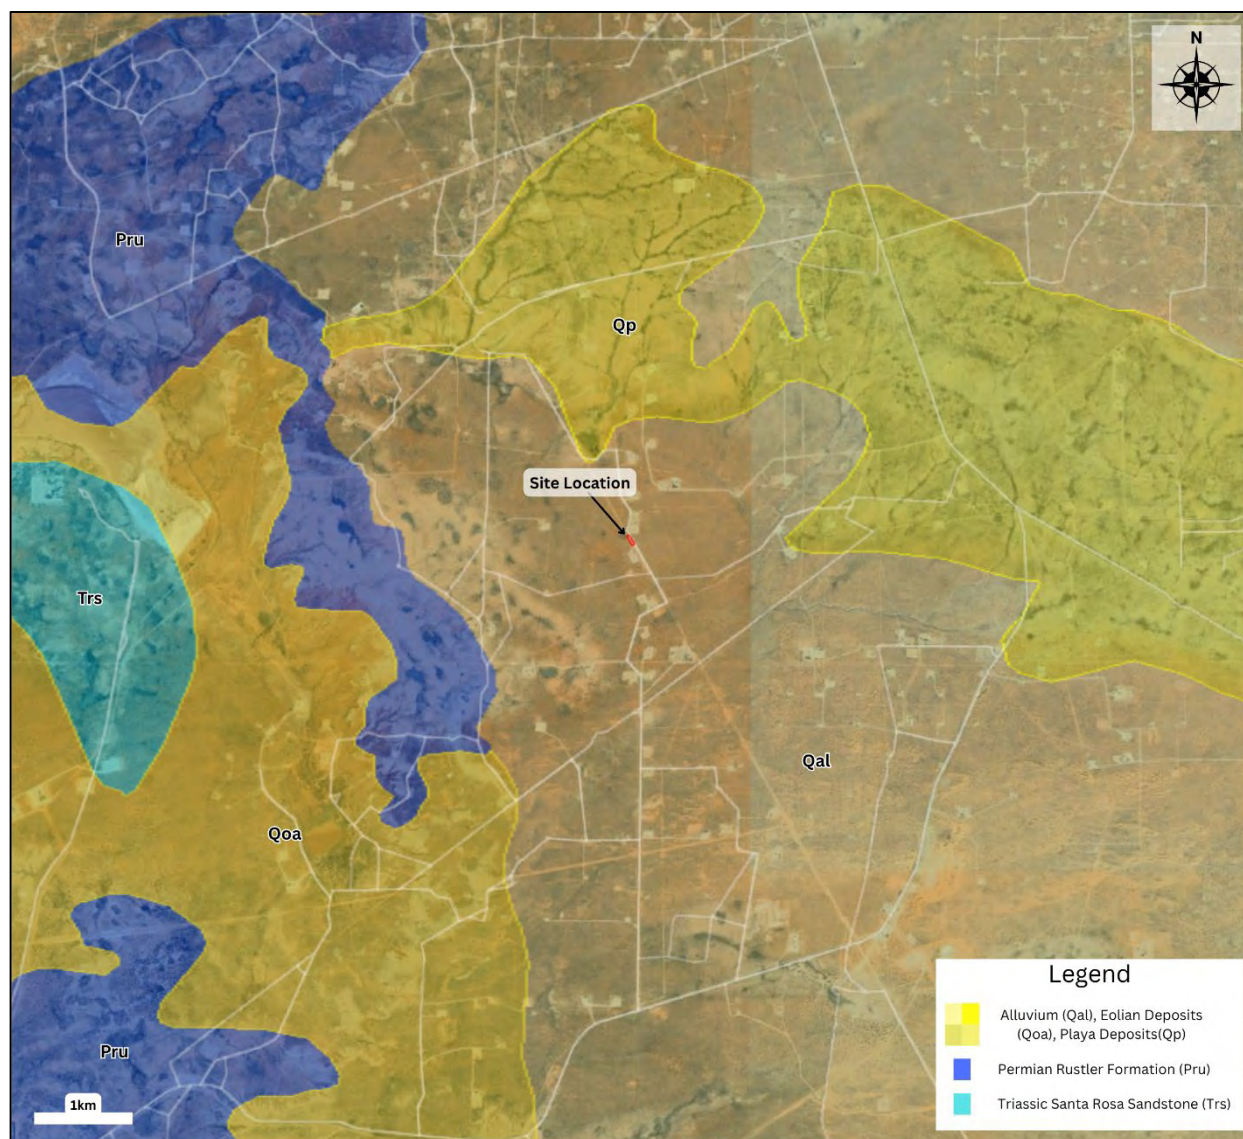 N
Pru
Qp
Site Location
Trs
Qal
Qoa
Legend
Alluvium (Qal), Eolian Deposits
(Qoa), Playa Deposits(Qp)
Pru
Permian Rustler Formation (Pru)
1km
Triassic Santa Rosa Sandstone (Trs)